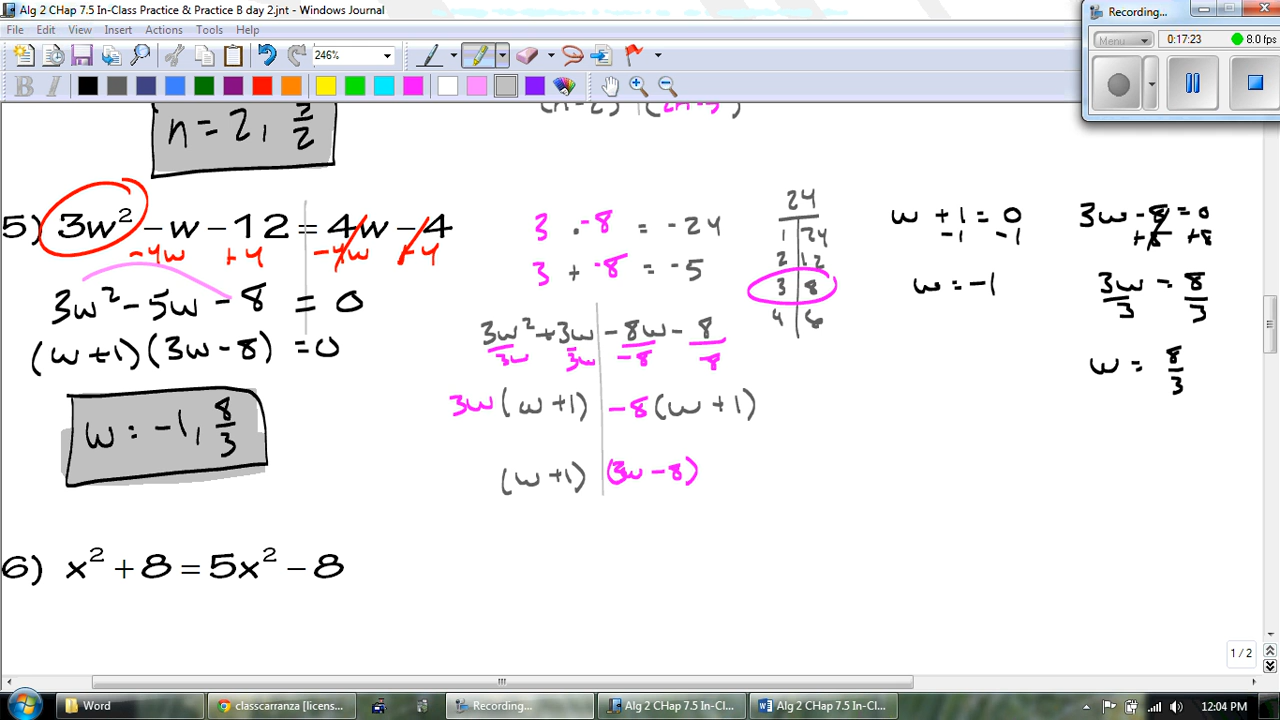 Alg 2 CHap 7.5 In-Class Practice & Practice B day 2.jnt - Windows Journal
Recording...
File Edit View Insert Actions Tools Help
Menu 0:17:23 8.0 fps
246%
B I
n = 2,
5) 3w² - w - 12 = 4w - 4
-4w +4 -4w +4
3w² - 5w - 8 = 0
(w + 1)(3w - 8) = 0
w = -1, 8/3
3 · -8 = -24
3 + -8 = -5
3w² + 3w - 8w - 8
3w 3w -8 -8
3w (w + 1) -8 (w + 1)
(w + 1) (3w - 8)
24
1 24
2 12
3 8
4 6
w + 1 = 0
-1 -1
w = -1
3w - 8 = 0
+8 +8
3w = 8
3 3
w = 8/3
6) x² + 8 = 5x² - 8
1 / 2
Word
classcarranza [licens...
Recording...
Alg 2 CHap 7.5 In-Cl...
Alg 2 CHap 7.5 In-Cl...
12:04 PM